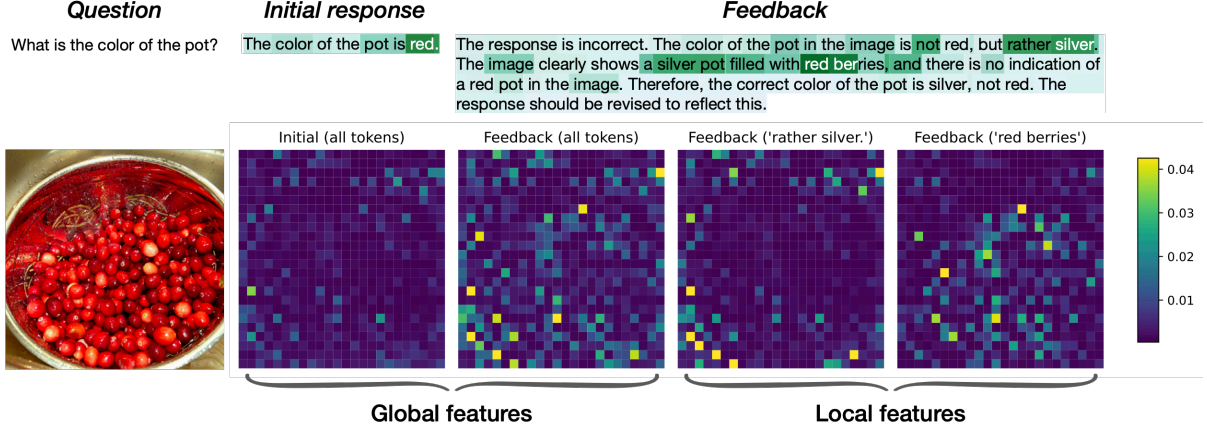 Question
Initial response
Feedback
What is the color of the pot?
The color of the pot is red.
The response is incorrect. The color of the pot in the image is not red, but rather silver.
The image clearly shows a silver pot filled with red berries, and there is no indication of
a red pot in the image. Therefore, the correct color of the pot is silver, not red. The
response should be revised to reflect this.
Initial (all tokens)
Feedback (all tokens)
Feedback ('rather silver.')
Feedback ('red berries')
0.04
0.03
0.02
0.01
Global features
Local features